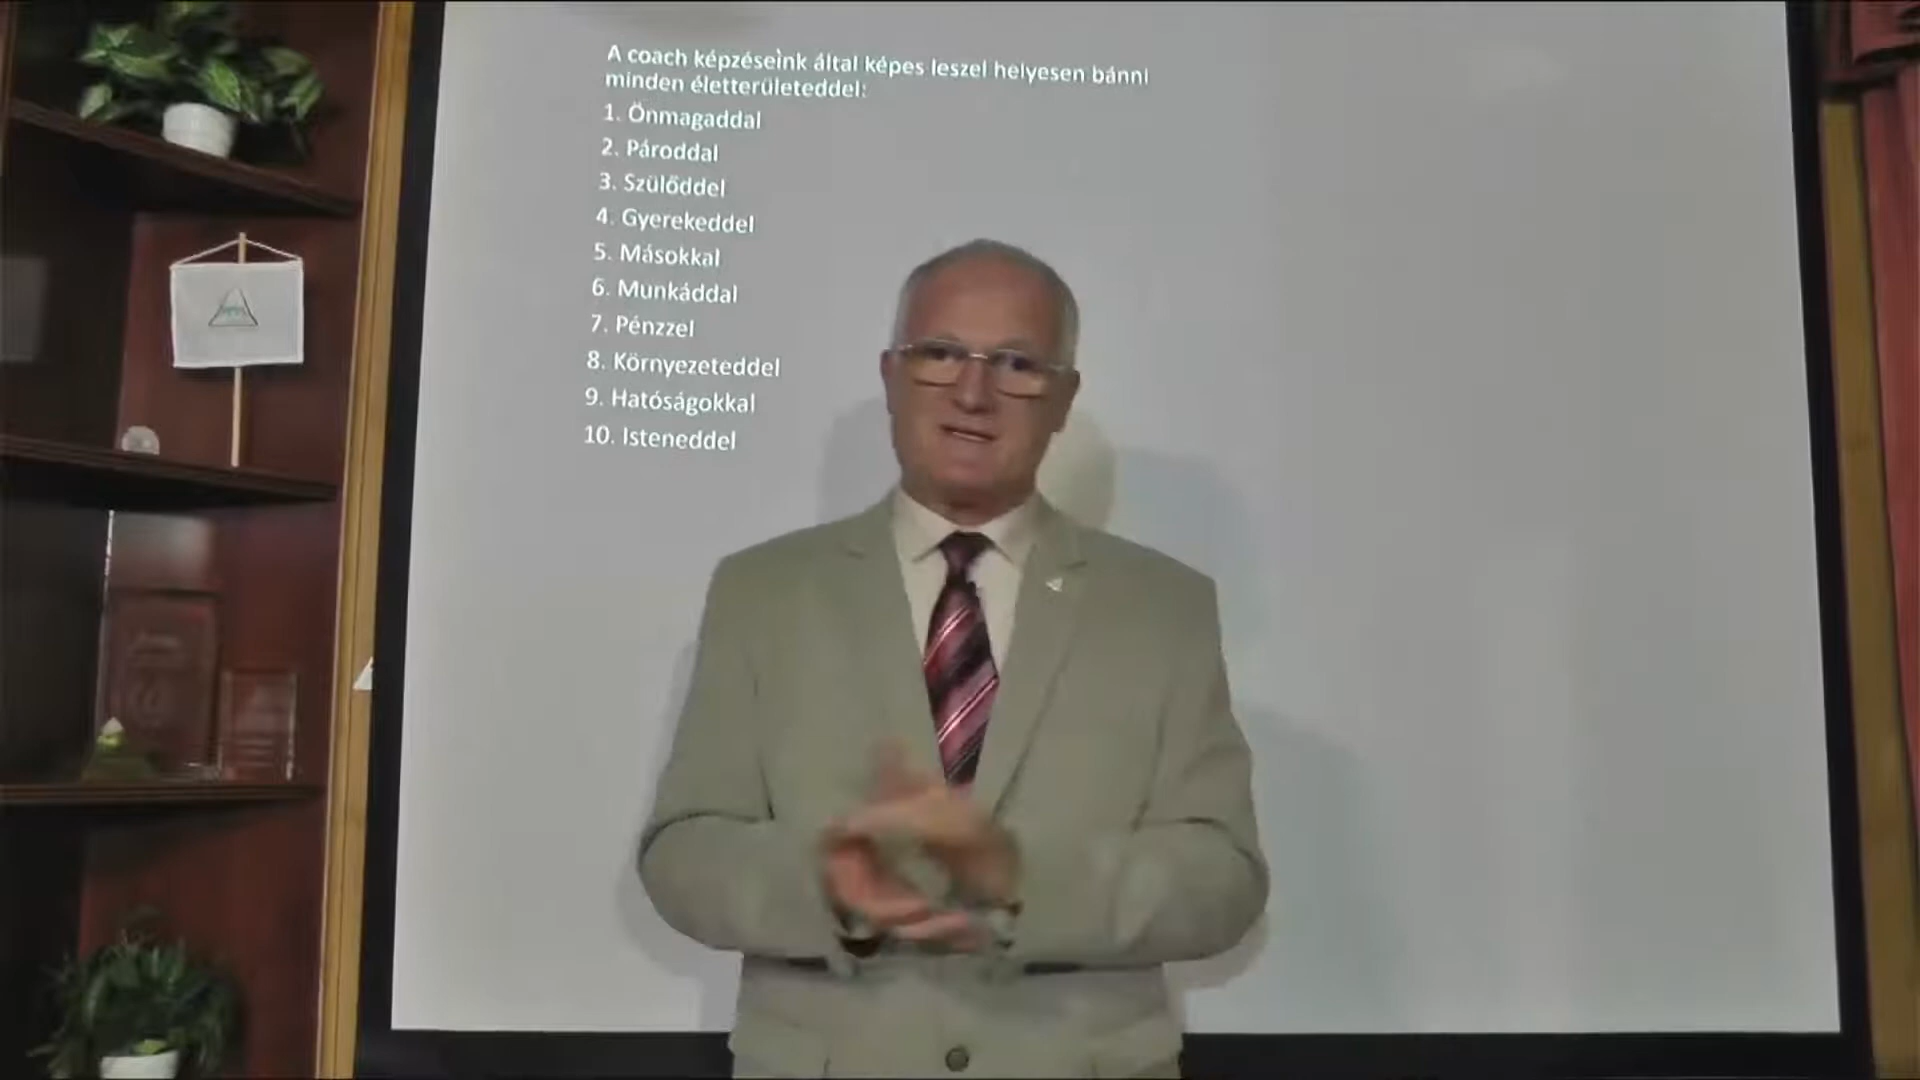 A coach képzéseink által képes leszel helyesen bánni
minden életterületeddel:
1. Önmagaddal
2. Pároddal
3. Szülőddel
4. Gyerekeddel
5. Másokkal
6. Munkáddal
7. Pénzzel
8. Környezeteddel
9. Hatóságokkal
10. Isteneddel